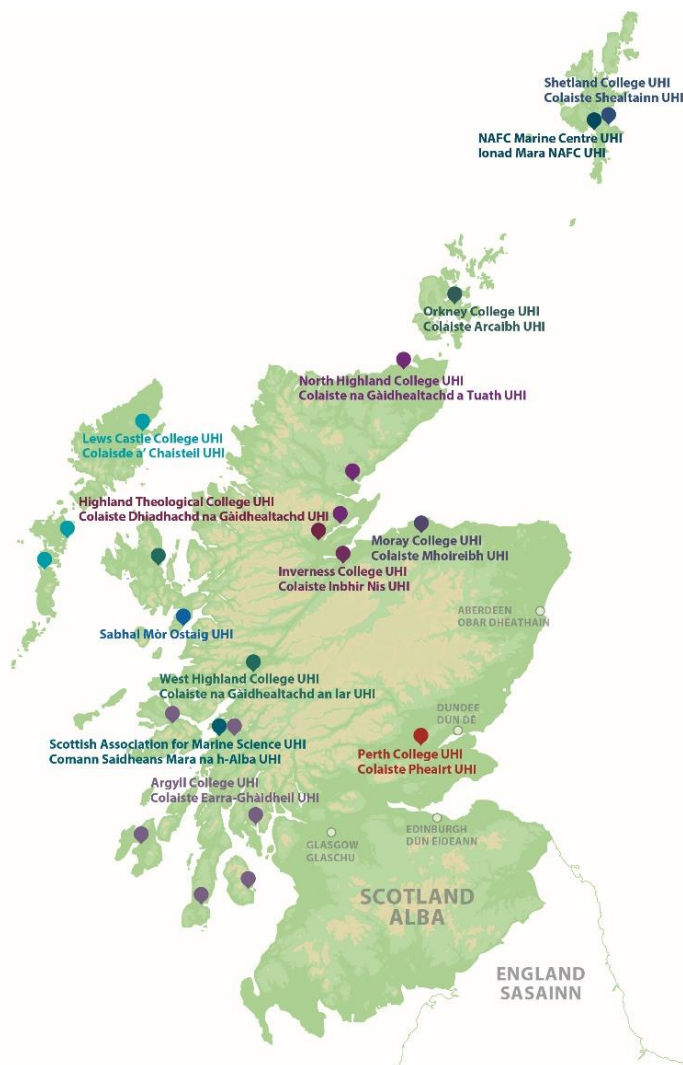 Shetland College UHI
Colaiste Shealtainn UHI
NAFC Marine Centre UHI
Ionad Mara NAFC UHI
Orkney College UHI
Colaiste Arcaibh UHI
North Highland College UHI
Colaiste na Gàidhealtachd a Tuath UHI
Lews Castle College UHI
Colaisde a' Chaisteil UHI
Highland Theological College UHI
Colaiste Dhiadhachd na Gàidhealtachd UHI
Moray College UHI
Colaiste Mhoireibh UHI
Inverness College UHI
Colaiste Inbhir Nis UHI
ABERDEEN
OBAR DHEATHAIN
Sabhal Mòr Ostaig UHI
West Highland College UHI
Colaiste na Gàidhealtachd an Iar UHI
DUNDEE
DÙN DÈ
Scottish Association for Marine Science UHI
Comann Saidheans Mara na h-Alba UHI
Perth College UHI
Colaiste Pheairt UHI
Argyll College UHI
Colaiste Earra-Ghàidheil UHI
EDINBURGH
DÙN ÈIDEANN
GLASGOW
GLASCHU
SCOTLAND
ALBA
ENGLAND
SASAINN